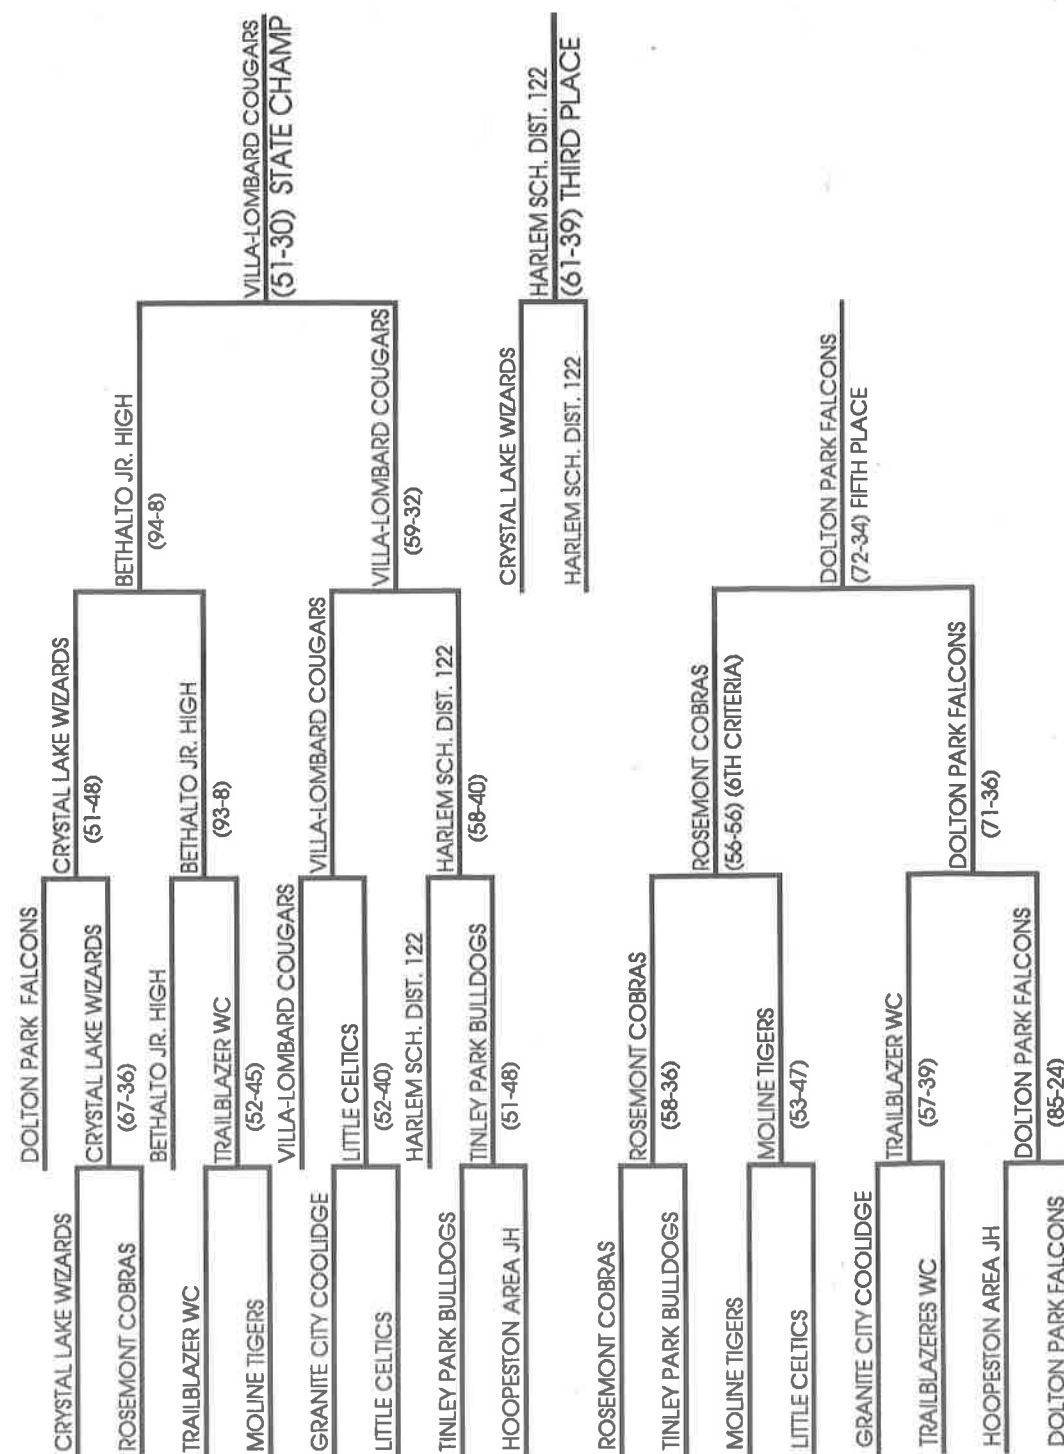 CRYSTAL LAKE WIZARDS
ROSEMONT COBRAS
TRAILBLAZER WC
MOLINE TIGERS
GRANITE CITY COOLIDGE
LITTLE CELTICS
TINLEY PARK BULLDOGS
HOOPESTON AREA JH
DOLTON PARK FALCONS
CRYSTAL LAKE WIZARDS
(67-36)
BETHALTO JR. HIGH
TRAILBLAZER WC
(52-45)
VILLA-LOMBARD COUGARS
LITTLE CELTICS
(52-40)
HARLEM SCH. DIST. 122
TINLEY PARK BULLDOGS
(51-48)
CRYSTAL LAKE WIZARDS
(51-48)
BETHALTO JR. HIGH
(93-8)
VILLA-LOMBARD COUGARS
HARLEM SCH. DIST. 122
(58-40)
BETHALTO JR. HIGH
(94-8)
VILLA-LOMBARD COUGARS
(59-32)
VILLA-LOMBARD COUGARS
(51-30) STATE CHAMP
CRYSTAL LAKE WIZARDS
HARLEM SCH. DIST. 122
HARLEM SCH. DIST. 122
(61-39) THIRD PLACE
ROSEMONT COBRAS
TINLEY PARK BULLDOGS
MOLINE TIGERS
LITTLE CELTICS
GRANITE CITY COOLIDGE
TRAILBLAZERES WC
HOOPESTON AREA JH
DOLTON PARK FALCONS
ROSEMONT COBRAS
(58-36)
MOLINE TIGERS
(53-47)
TRAILBLAZER WC
(57-39)
DOLTON PARK FALCONS
(85-24)
ROSEMONT COBRAS
(56-56) (6TH CRITERIA)
DOLTON PARK FALCONS
(71-36)
DOLTON PARK FALCONS
(72-34) FIFTH PLACE